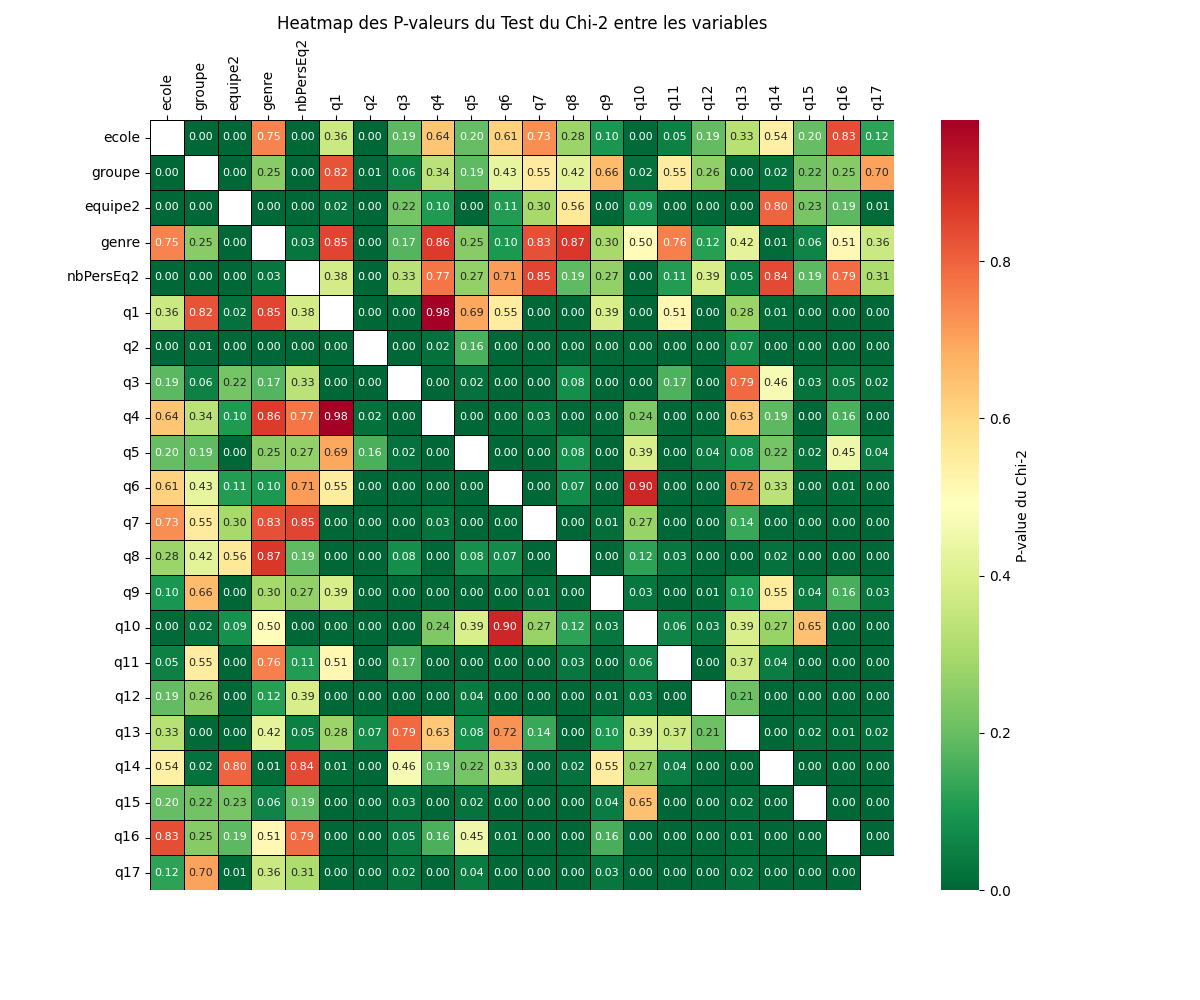 Heatmap des P-valeurs du Test du Chi-2 entre les variables
ecole groupe equipe2 genre nbPersEq2 q1 q2 q3 q4 q5 q6 q7 q8 q9 q10 q11 q12 q13 q14 q15 q16 q17
ecole 0.00 0.00 0.75 0.00 0.36 0.00 0.19 0.64 0.20 0.61 0.73 0.28 0.10 0.00 0.05 0.19 0.33 0.54 0.20 0.83 0.12
groupe 0.00 0.00 0.25 0.00 0.82 0.01 0.06 0.34 0.19 0.43 0.55 0.42 0.66 0.02 0.55 0.26 0.00 0.02 0.22 0.25 0.70
equipe2 0.00 0.00 0.00 0.00 0.02 0.00 0.22 0.10 0.00 0.11 0.30 0.56 0.00 0.09 0.00 0.00 0.00 0.80 0.23 0.19 0.01
genre 0.75 0.25 0.00 0.03 0.85 0.00 0.17 0.86 0.25 0.10 0.83 0.87 0.30 0.50 0.76 0.12 0.42 0.01 0.06 0.51 0.36
nbPersEq2 0.00 0.00 0.00 0.03 0.38 0.00 0.33 0.77 0.27 0.71 0.85 0.19 0.27 0.00 0.11 0.39 0.05 0.84 0.19 0.79 0.31
q1 0.36 0.82 0.02 0.85 0.38 0.00 0.00 0.98 0.69 0.55 0.00 0.00 0.39 0.00 0.51 0.00 0.28 0.01 0.00 0.00 0.00
q2 0.00 0.01 0.00 0.00 0.00 0.00 0.00 0.02 0.16 0.00 0.00 0.00 0.00 0.00 0.00 0.00 0.07 0.00 0.00 0.00 0.00
q3 0.19 0.06 0.22 0.17 0.33 0.00 0.00 0.00 0.02 0.00 0.00 0.08 0.00 0.00 0.17 0.00 0.79 0.46 0.03 0.05 0.02
q4 0.64 0.34 0.10 0.86 0.77 0.98 0.02 0.00 0.00 0.00 0.03 0.00 0.00 0.24 0.00 0.00 0.63 0.19 0.00 0.16 0.00
q5 0.20 0.19 0.00 0.25 0.27 0.69 0.16 0.02 0.00 0.00 0.00 0.08 0.00 0.39 0.00 0.04 0.08 0.22 0.02 0.45 0.04
q6 0.61 0.43 0.11 0.10 0.71 0.55 0.00 0.00 0.00 0.00 0.00 0.07 0.00 0.90 0.00 0.00 0.72 0.33 0.00 0.01 0.00
q7 0.73 0.55 0.30 0.83 0.85 0.00 0.00 0.00 0.03 0.00 0.00 0.00 0.01 0.27 0.00 0.00 0.14 0.00 0.00 0.00 0.00
q8 0.28 0.42 0.56 0.87 0.19 0.00 0.00 0.08 0.00 0.08 0.07 0.00 0.00 0.12 0.03 0.00 0.00 0.02 0.00 0.00 0.00
q9 0.10 0.66 0.00 0.30 0.27 0.39 0.00 0.00 0.00 0.00 0.00 0.01 0.00 0.03 0.00 0.01 0.10 0.55 0.04 0.16 0.03
q10 0.00 0.02 0.09 0.50 0.00 0.00 0.00 0.00 0.24 0.39 0.90 0.27 0.12 0.03 0.06 0.03 0.39 0.27 0.65 0.00 0.00
q11 0.05 0.55 0.00 0.76 0.11 0.51 0.00 0.17 0.00 0.00 0.00 0.00 0.03 0.00 0.06 0.00 0.37 0.04 0.00 0.00 0.00
q12 0.19 0.26 0.00 0.12 0.39 0.00 0.00 0.00 0.00 0.04 0.00 0.00 0.00 0.01 0.03 0.00 0.21 0.00 0.00 0.00 0.00
q13 0.33 0.00 0.00 0.42 0.05 0.28 0.07 0.79 0.63 0.08 0.72 0.14 0.00 0.10 0.39 0.37 0.21 0.00 0.02 0.01 0.02
q14 0.54 0.02 0.80 0.01 0.84 0.01 0.00 0.46 0.19 0.22 0.33 0.00 0.02 0.55 0.27 0.04 0.00 0.00 0.00 0.00 0.00
q15 0.20 0.22 0.23 0.06 0.19 0.00 0.00 0.03 0.00 0.02 0.00 0.00 0.00 0.04 0.65 0.00 0.00 0.02 0.00 0.00 0.00
q16 0.83 0.25 0.19 0.51 0.79 0.00 0.00 0.05 0.16 0.45 0.01 0.00 0.00 0.16 0.00 0.00 0.00 0.01 0.00 0.00 0.00
q17 0.12 0.70 0.01 0.36 0.31 0.00 0.00 0.02 0.00 0.04 0.00 0.00 0.00 0.03 0.00 0.00 0.00 0.02 0.00 0.00 0.00
0.8
0.6
0.4
0.2
0.0
P-value du Chi-2